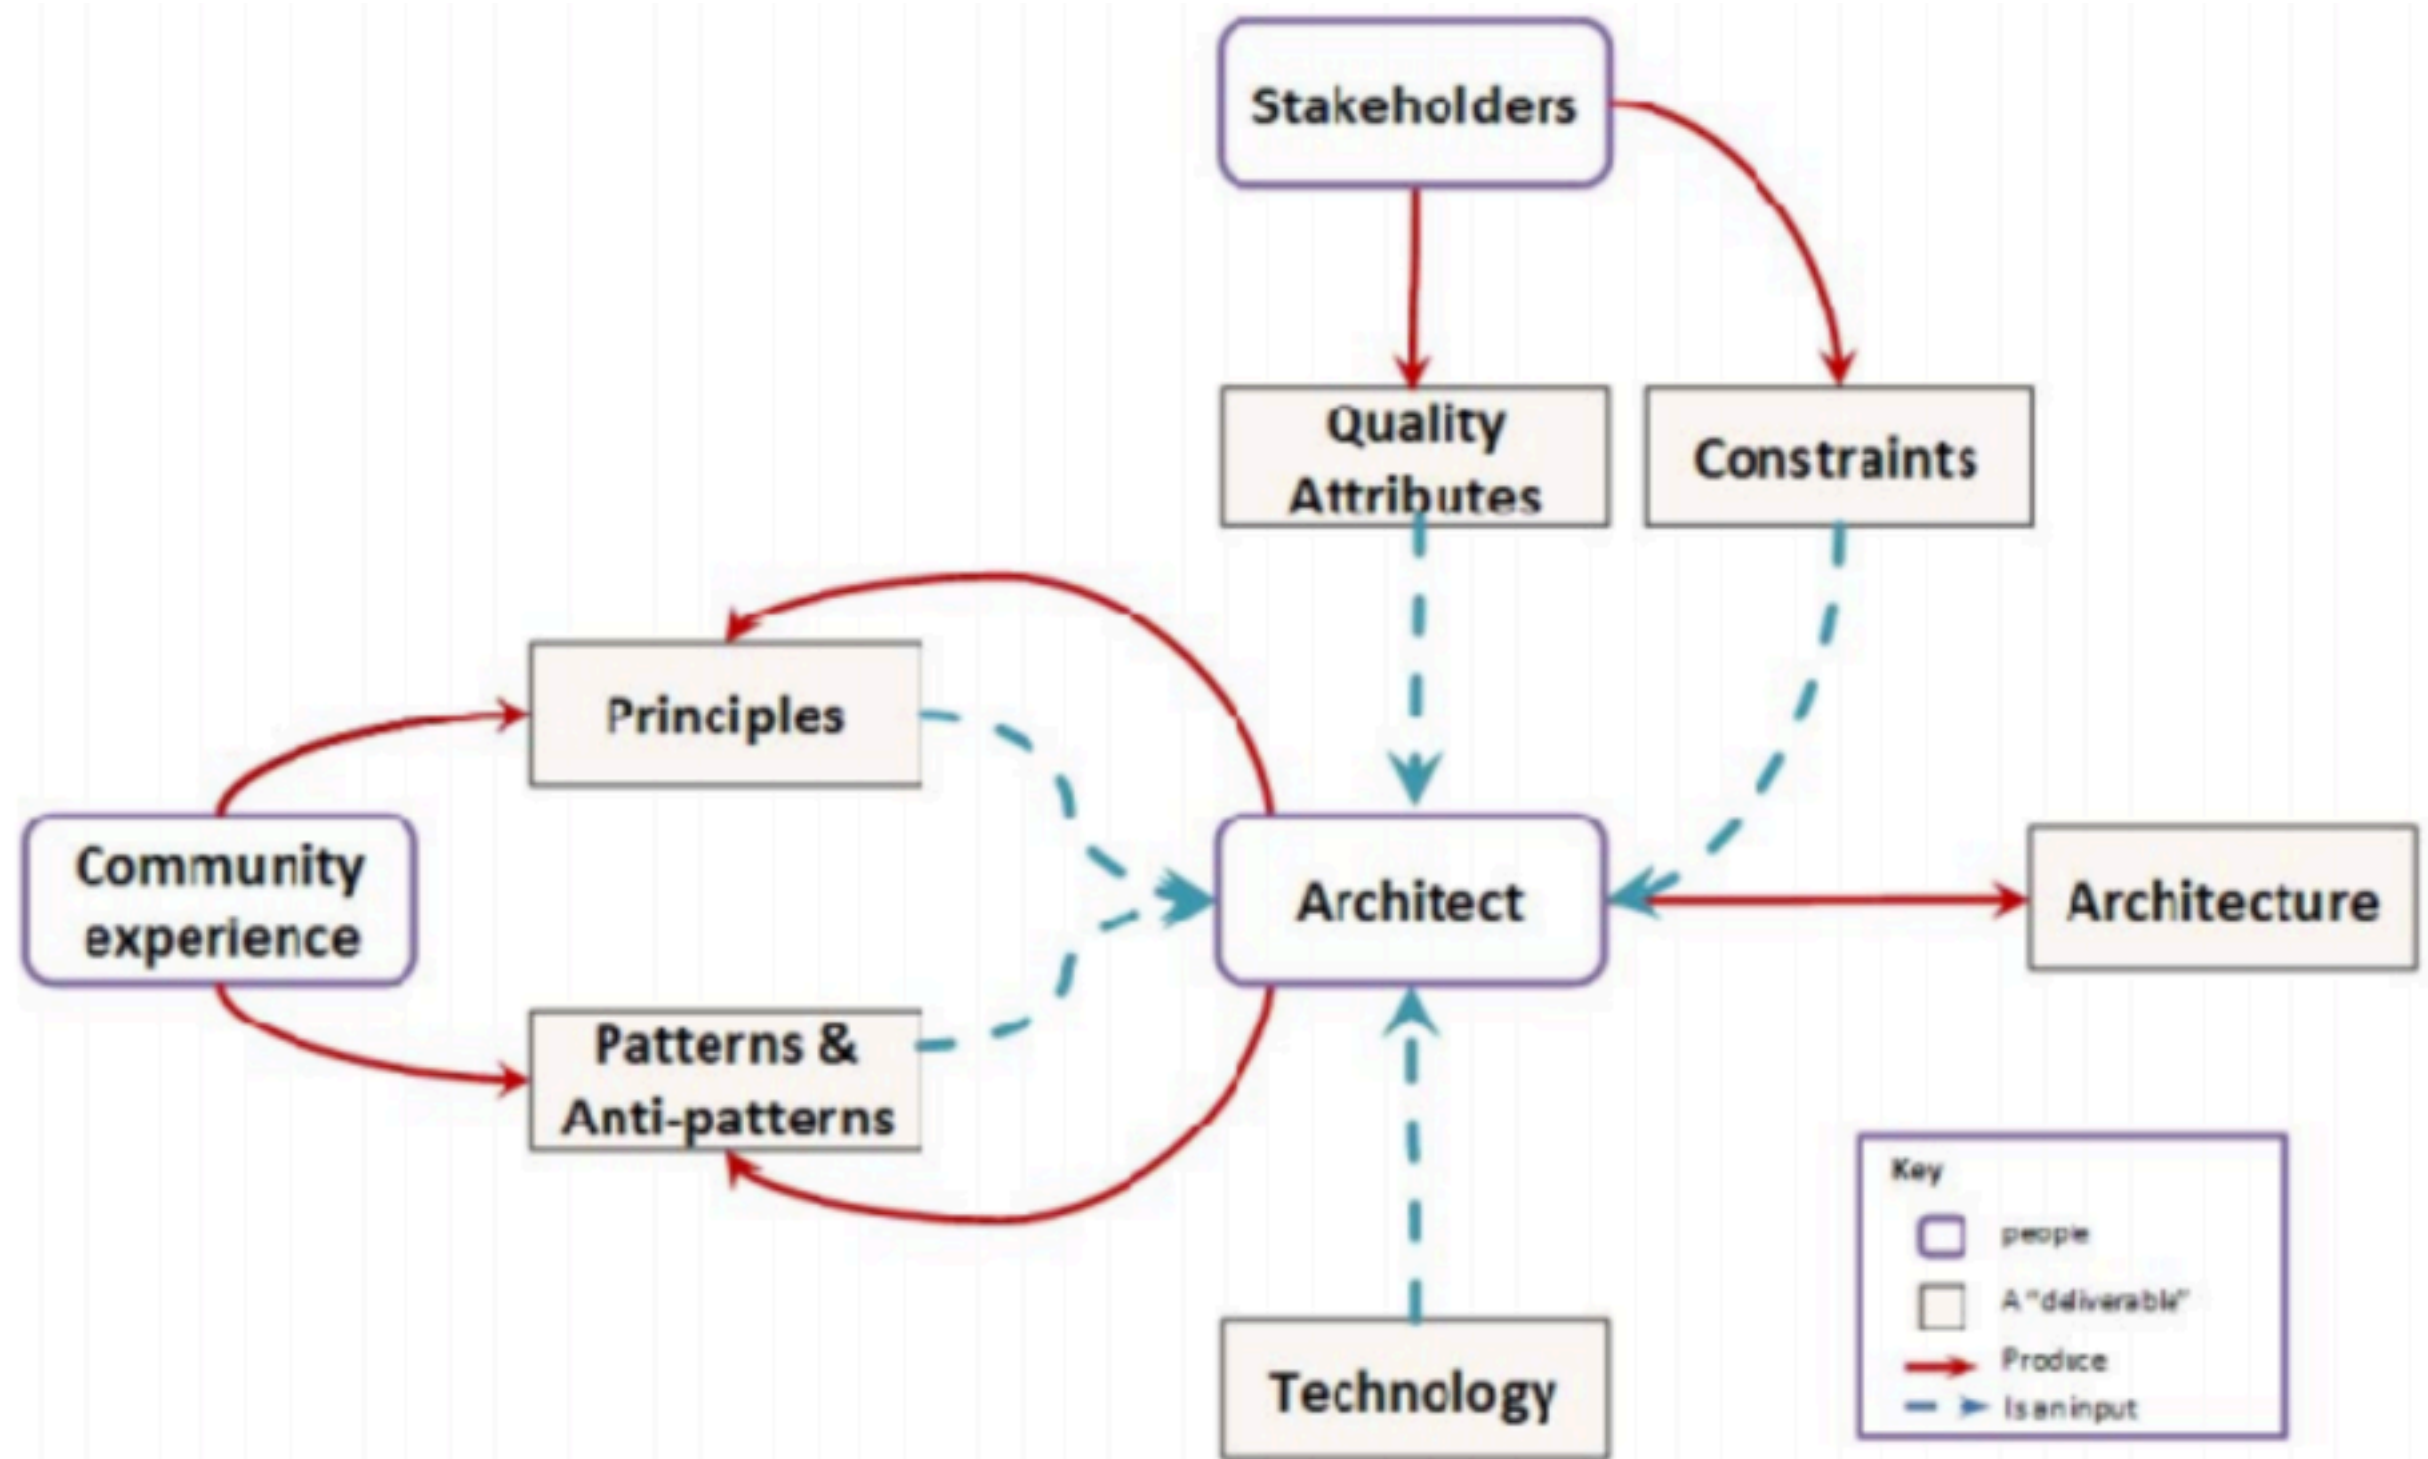 Stakeholders
Quality
Attributes
Constraints
Principles
Community
experience
Architect
Architecture
Patterns &
Anti-patterns
Technology
Key
people
A "deliverable"
Produce
Is an input